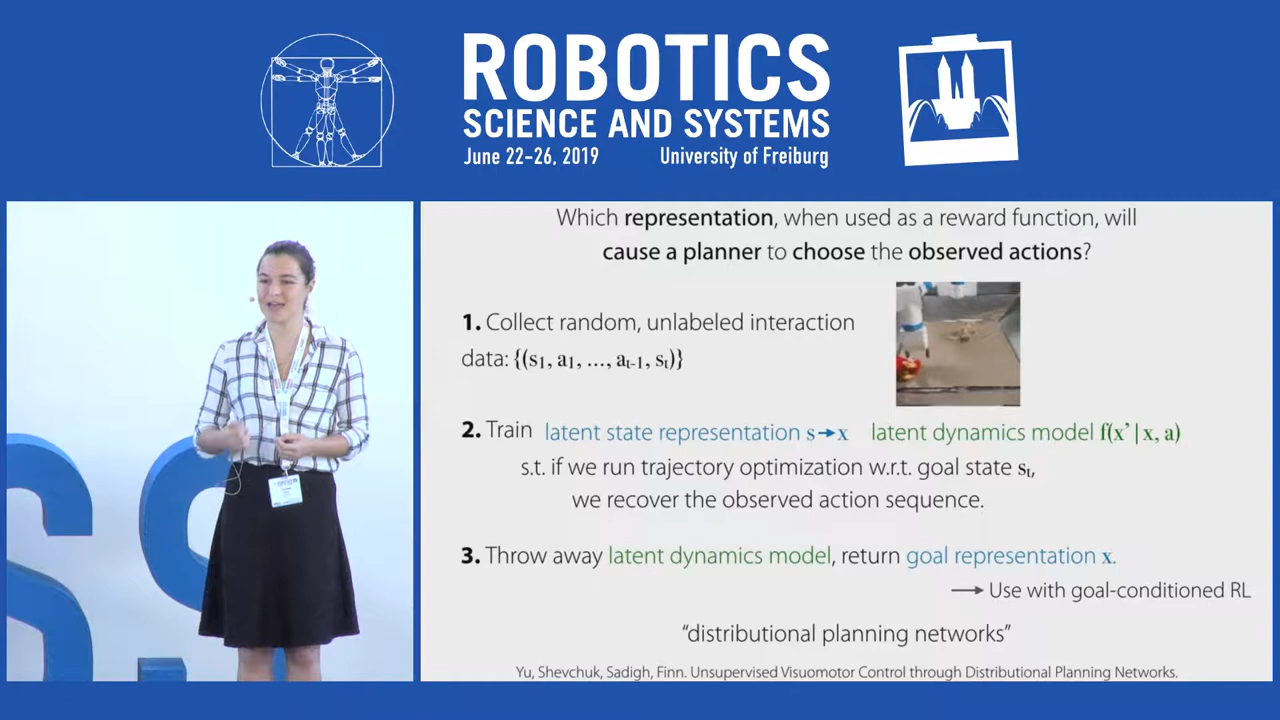 ROBOTICS
SCIENCE AND SYSTEMS
June 22-26, 2019 University of Freiburg
Which representation, when used as a reward function, will
cause a planner to choose the observed actions?
1. Collect random, unlabeled interaction
data: {(s₁, a₁, ..., aₜ₋₁, sₜ)}
2. Train latent state representation s→x latent dynamics model f(x'|x, a)
s.t. if we run trajectory optimization w.r.t. goal state sₜ,
we recover the observed action sequence.
3. Throw away latent dynamics model, return goal representation x.
→ Use with goal-conditioned RL
“distributional planning networks”
Yu, Shevchuk, Sadigh, Finn. Unsupervised Visuomotor Control through Distributional Planning Networks.